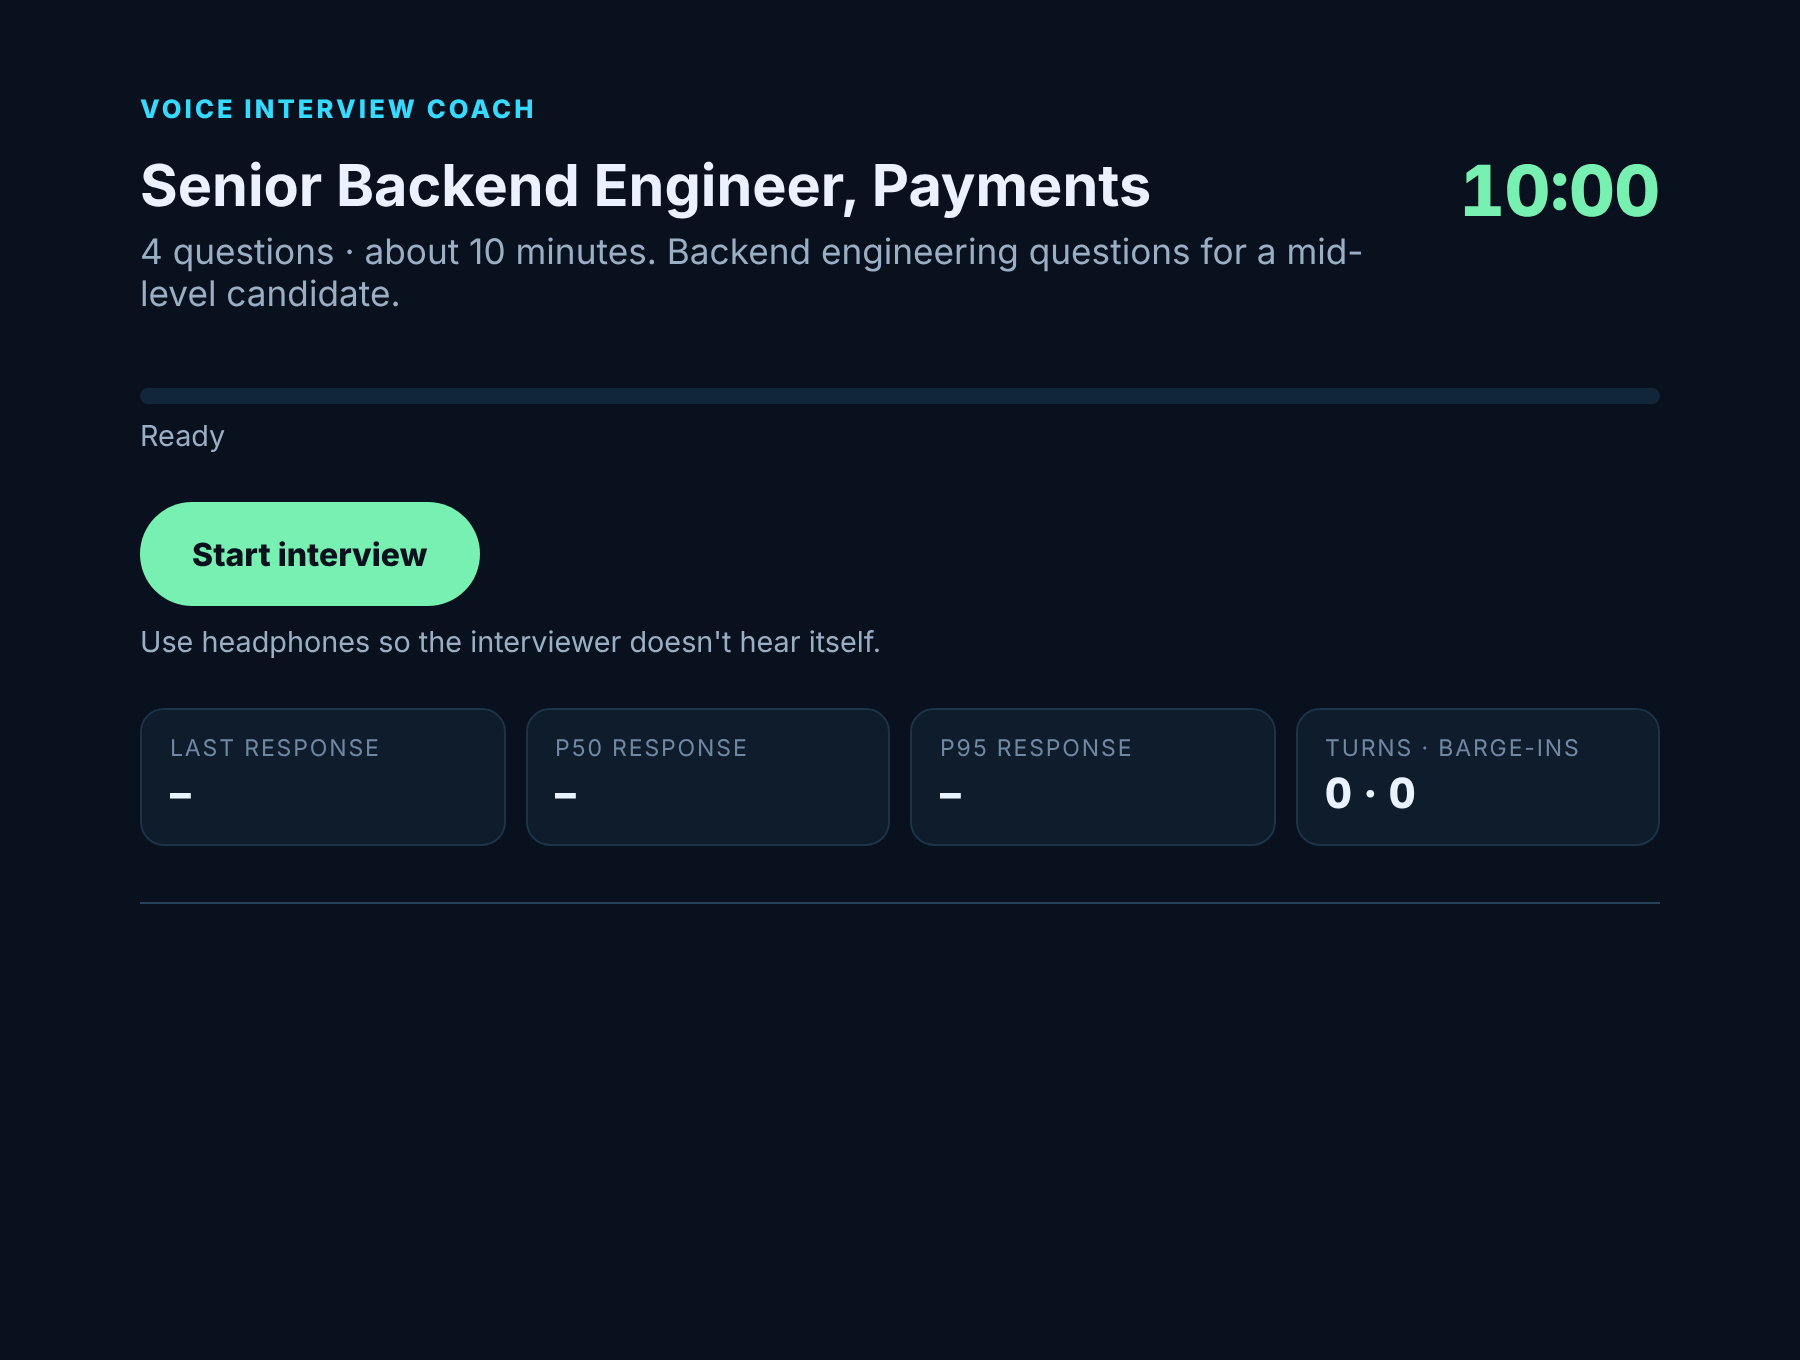 VOICE INTERVIEW COACH
Senior Backend Engineer, Payments
10:00
4 questions · about 10 minutes. Backend engineering questions for a mid-
level candidate.
Ready
Start interview
Use headphones so the interviewer doesn't hear itself.
LAST RESPONSE
–
P50 RESPONSE
–
P95 RESPONSE
–
TURNS · BARGE-INS
0 · 0